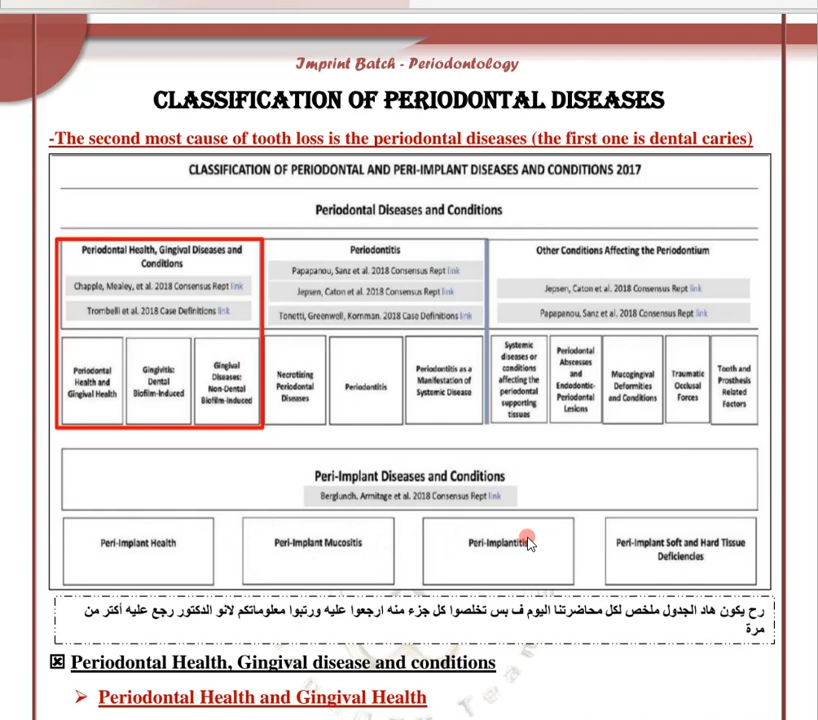 Imprint Batch - Periodontology
CLASSIFICATION OF PERIODONTAL DISEASES
-The second most cause of tooth loss is the periodontal diseases (the first one is dental caries)
CLASSIFICATION OF PERIODONTAL AND PERI-IMPLANT DISEASES AND CONDITIONS 2017
Periodontal Diseases and Conditions
Periodontal Health, Gingival Diseases and
Conditions
Chapple, Mealey, et al. 2018 Consensus Rept link
Trombelli et al. 2018 Case Definitions link
Periodontitis
Papapanou, Sanz et al. 2018 Consensus Rept link
Jepsen, Caton et al. 2018 Consensus Rept link
Tonetti, Greenwell, Kornman. 2018 Case Definitions link
Other Conditions Affecting the Periodontium
Jepsen, Caton et al. 2018 Consensus Rept link
Papapanou, Sanz et al. 2018 Consensus Rept link
Periodontal
Health and
Gingival Health
Gingivitis:
Dental
Biofilm-Induced
Gingival
Diseases:
Non-Dental
Biofilm-Induced
Necrotizing
Periodontal
Diseases
Periodontitis
Periodontitis as a
Manifestation of
Systemic Disease
Systemic
diseases or
conditions
affecting the
periodontal
supporting
tissues
Periodontal
Abscesses
and
Endodontic-
Periodontal
Lesions
Mucogingival
Deformities
and Conditions
Traumatic
Occlusal
Forces
Tooth and
Prosthesis
Related
Factors
Peri-Implant Diseases and Conditions
Berglundh, Armitage et al. 2018 Consensus Rept link
Peri-Implant Health
Peri-Implant Mucositis
Peri-Implantitis
Peri-Implant Soft and Hard Tissue
Deficiencies
رح يكون هاد الجدول ملخص لكل محاضرتنا اليوم ف بس تخلصوا كل جزء منه ارجعوا عليه ورتبوا معلوماتكم لانو الدكتور رجع عليه أكتر من
مرة
Periodontal Health, Gingival disease and conditions
Periodontal Health and Gingival Health